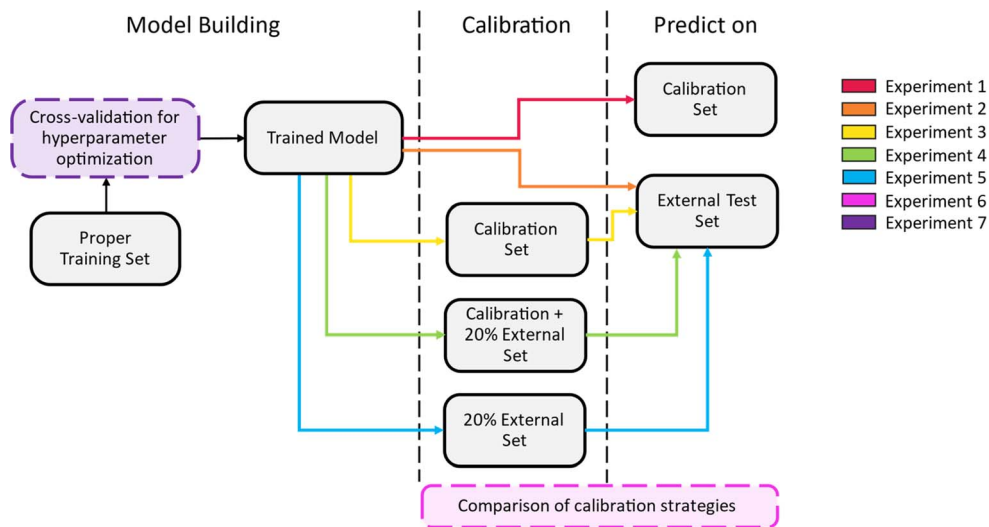 Model Building
Calibration
Predict on
Cross-validation for
hyperparameter
optimization
Trained Model
Proper
Training Set
Calibration
Set
Calibration +
20% External
Set
20% External
Set
Calibration
Set
External Test
Set
Comparison of calibration strategies
Experiment 1
Experiment 2
Experiment 3
Experiment 4
Experiment 5
Experiment 6
Experiment 7